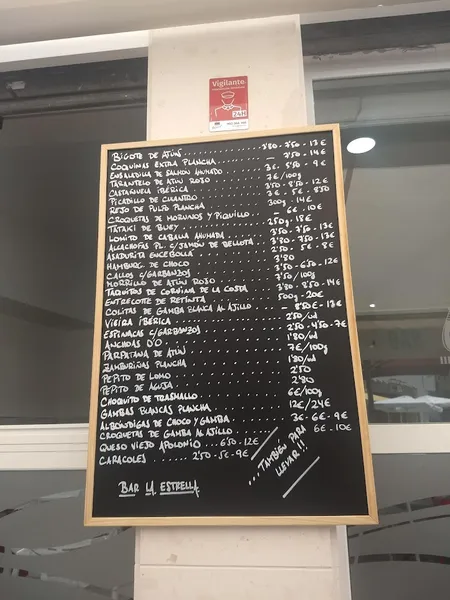 Vigilante
24H
BIGOTE DE ATÚN ....... 3'80 - 7'50 - 13€
COQUINAS EXTRA PLANCHA ....... — 7'50 - 14€
ENSALADILLA DE SALMÓN AHUMADO ....... 3€ - 5'50 - 9€
TARANTELO DE ATÚN ROJO ....... 7€/100g
CASTAÑUELA IBÉRICA ....... 3'50 - 8'50 - 12€
PICADILLO DE CILANTRO ....... 3€ - 5€ - 8'50
REJO DE PULPO PLANCHA ....... 300g - 14€
CROQUETAS DE MORUNOS Y PIQUILLO ... — 6€ - 10€
TATAKI DE BUEY ....... 250g - 18€
LOMITO DE CABALLA AHUMADA ....... 3'50 - 7'50 - 13€
ALCACHOFAS PL. C/JAMÓN DE BELLOTA ... 3'80 - 7'50 - 13€
ASADURITA ENCEBOLLÁ ....... 2'50 - 5€ - 8€
HAMBURG. DE CHOCO ....... 3'80
CALLOS C/GARBANZOS ....... 3'50 - 6'50 - 12€
MORRILLO DE ATÚN ROJO ....... 7'50/100g
TAQUITOS DE CORVINA DE LA COSTA ....... 3'80 - 8'50 - 14€
ENTRECOTTE DE RETINTA ....... 500g - 20€
COLITAS DE GAMBA BLANCA AL AJILLO ... — 8'50€ - 13€
VIEIRA IBÉRICA ....... 2'50/ud
ESPINACAS C/GARBANZOS ....... 2'50 - 4'50 - 7€
ANCHOAS D'O ....... 1'80/ud
PARPATANA DE ATÚN ....... 7€/100g
ZAMBURIÑAS PLANCHA ....... 1'80/ud
PEPITO DE LOMO ....... 2'50
PEPITO DE AGUJA ....... 2'80
CHOQUITO DE TRASMALLO ....... 6€/100g
GAMBAS BLANCAS PLANCHA ....... 12€/24€
ALBÓNDIGAS DE CHOCO Y GAMBA ....... 3€ - 6€ - 9€
CROQUETAS DE GAMBA AL AJILLO ....... 6€ - 10€
QUESO VIEJO APOLONIO ... 6'50 - 12€
CARACOLES ....... 2'50 - 5€ - 9€
... TAMBIÉN PARA
LLEVAR!!
BAR LA ESTRELLA